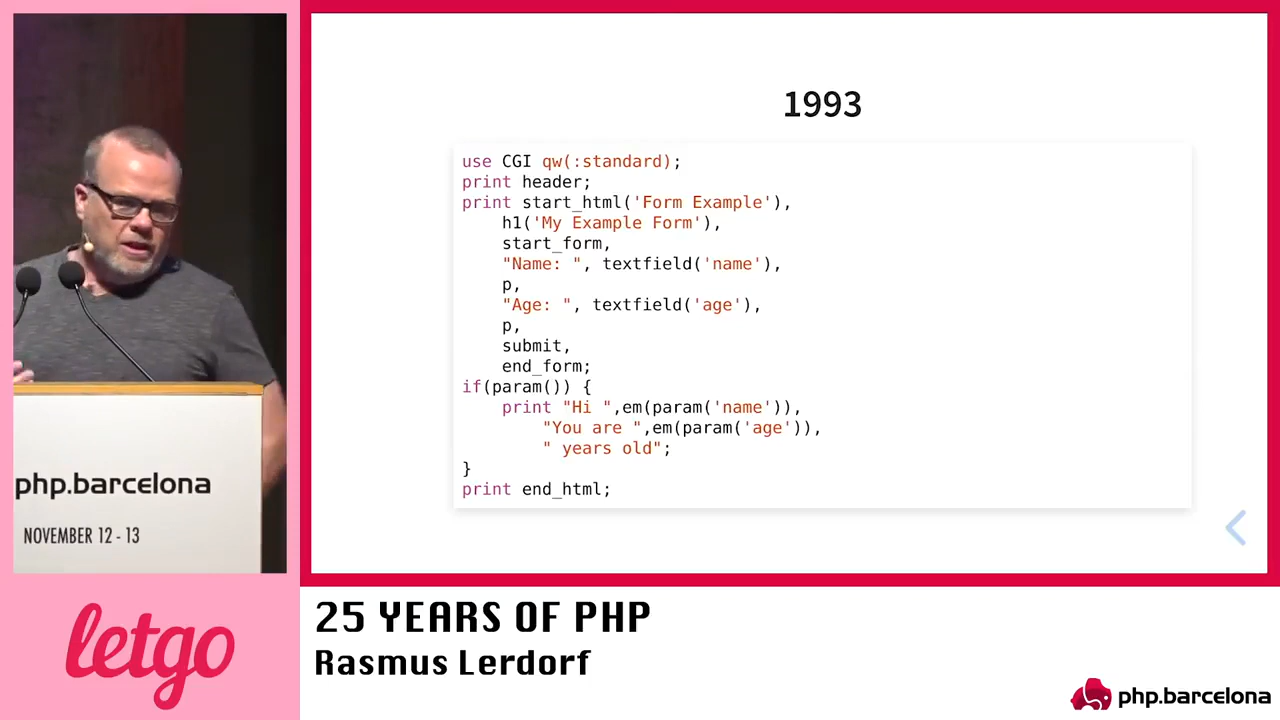 1993
use CGI qw(:standard);
print header;
print start_html('Form Example'),
    h1('My Example Form'),
    start_form,
    "Name: ", textfield('name'),
    p,
    "Age: ", textfield('age'),
    p,
    submit,
    end_form;
if(param()) {
    print "Hi ",em(param('name')),
        "You are ",em(param('age')),
        " years old";
}
print end_html;
php.barcelona
NOVEMBER 12 - 13
letgo
25 YEARS OF PHP
Rasmus Lerdorf
php.barcelona